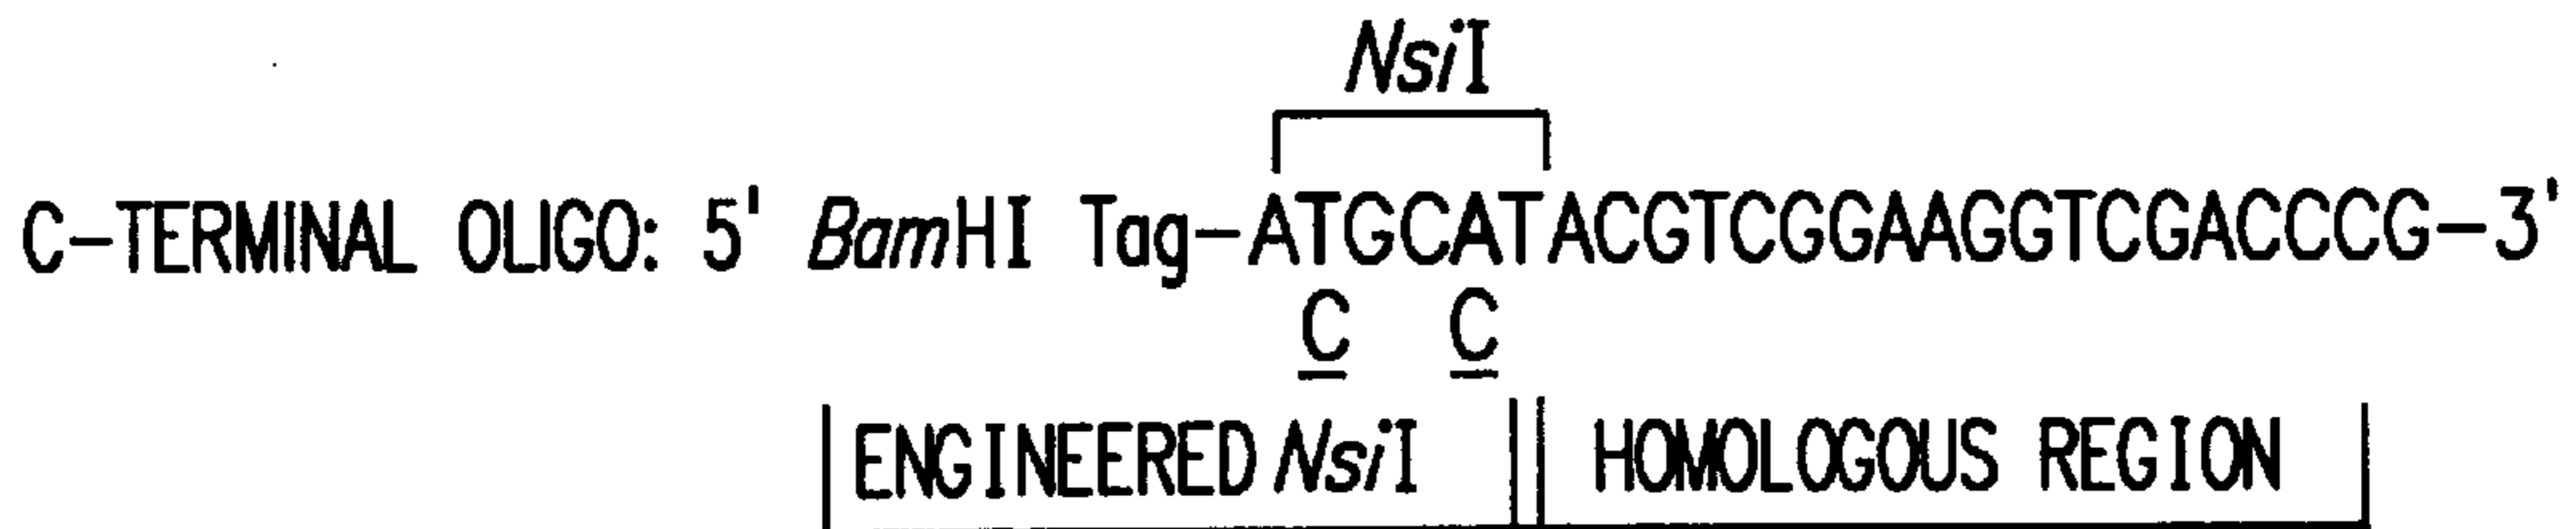 NsiI
C-TERMINAL OLIGO: 5' BamHI Tag-ATGCATACGTCGGAAGGTCGACCCG-3'
C C
ENGINEERED NsiI HOMOLOGOUS REGION